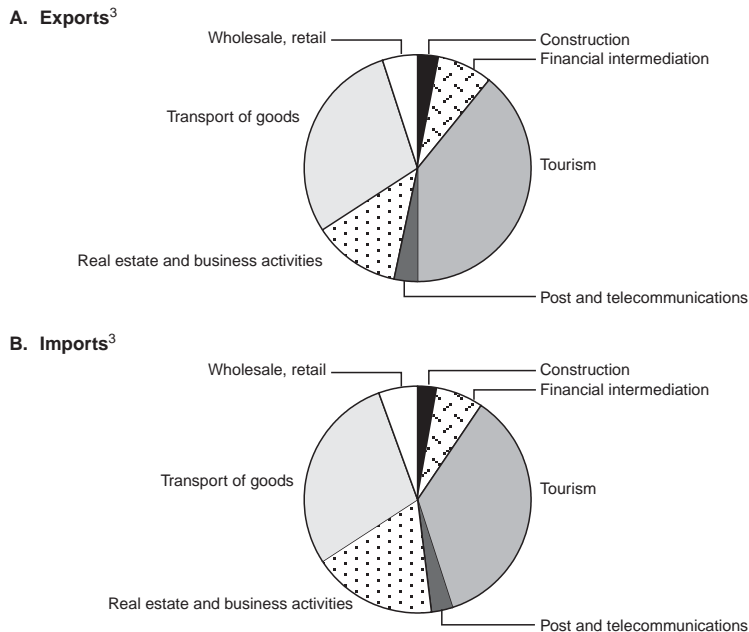 A. Exports³
Wholesale, retail
Construction
Financial intermediation
Transport of goods
Tourism
Real estate and business activities
Post and telecommunications
B. Imports³
Wholesale, retail
Construction
Financial intermediation
Transport of goods
Tourism
Real estate and business activities
Post and telecommunications